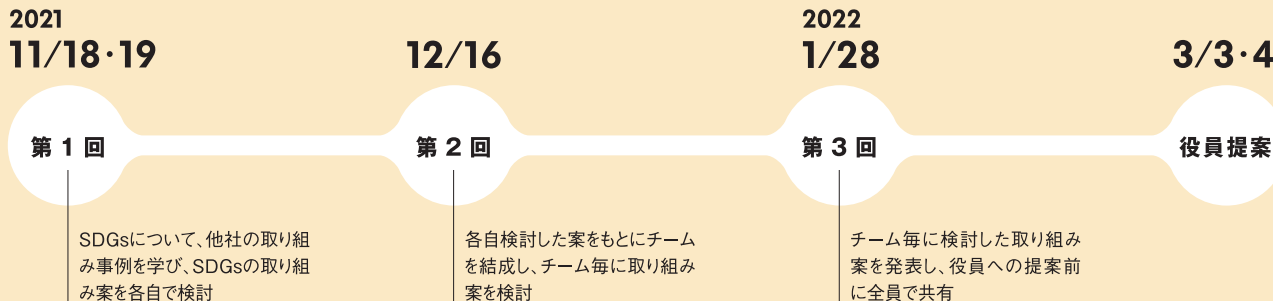 2021
11/18・19
第1回
SDGsについて、他社の取り組
み事例を学び、SDGsの取り組
み案を各自で検討
12/16
第2回
各自検討した案をもとにチーム
を結成し、チーム毎に取り組み
案を検討
2022
1/28
第3回
チーム毎に検討した取り組み
案を発表し、役員への提案前
に全員で共有
3/3・4
役員提案